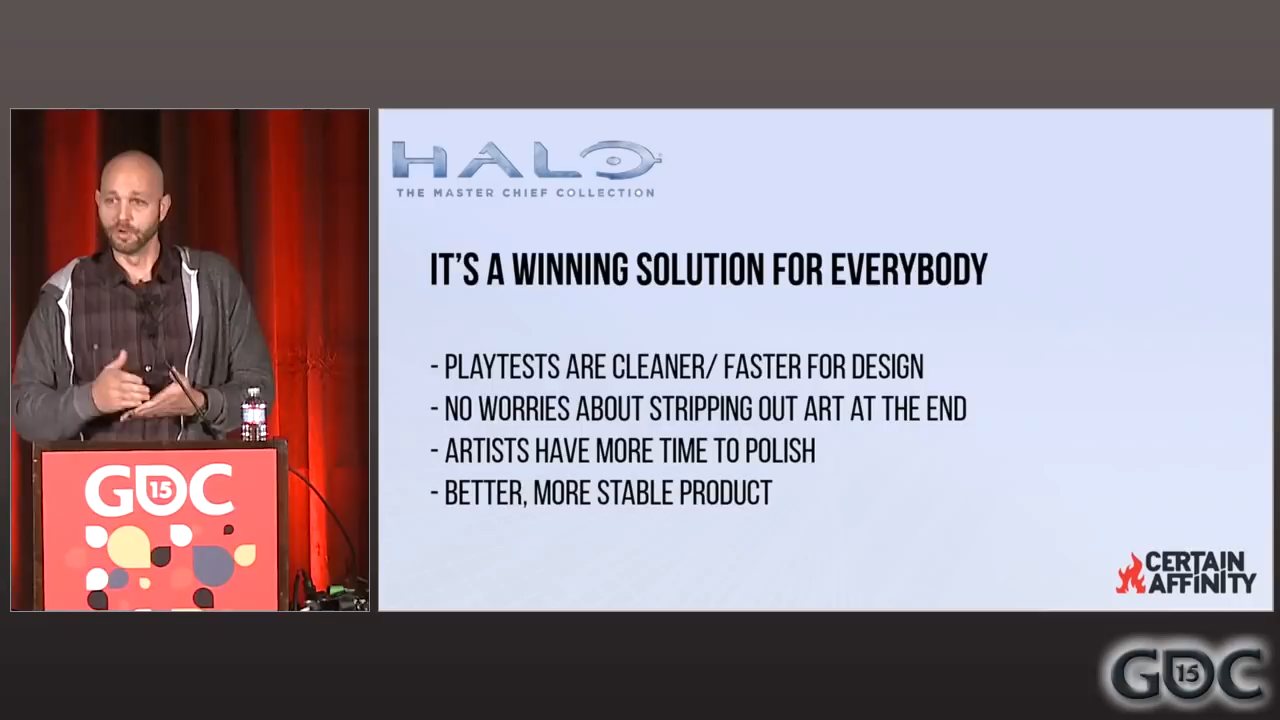 HALO
THE MASTER CHIEF COLLECTION
IT'S A WINNING SOLUTION FOR EVERYBODY
- PLAYTESTS ARE CLEANER/ FASTER FOR DESIGN
- NO WORRIES ABOUT STRIPPING OUT ART AT THE END
- ARTISTS HAVE MORE TIME TO POLISH
- BETTER, MORE STABLE PRODUCT
CERTAIN
AFFINITY
GDC 15
GDC 15